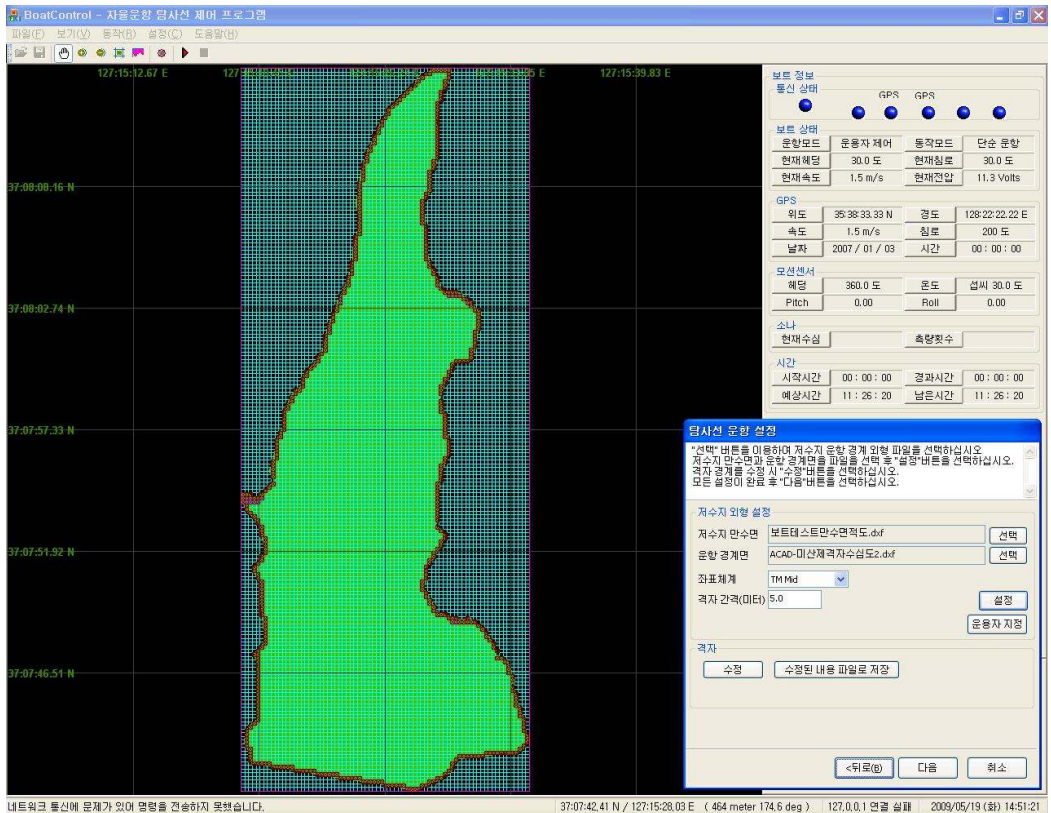 BoatControl - 자율운항 탐사선 제어 프로그램
파일(F) 보기(V) 동작(R) 설정(C) 도움말(H)
127:15:12.67 E 127:15:39.83 E
37:08:08.16 N
37:08:02.74 N
37:07:57.33 N
37:07:51.92 N
37:07:46.51 N
보트 정보
통신 상태
GPS GPS
보트 상태
운항모드 운용자 제어 동작모드 단순 운항
현재헤딩 30.0 도 현재침로 30.0 도
현재속도 1.5 m/s 현재전압 11.3 Volts
GPS
위도 35:38:33.33 N 경도 128:22:22.22 E
속도 1.5 m/s 침로 200 도
날짜 2007 / 01 / 03 시간 00 : 00 : 00
모션센서
헤딩 360.0 도 온도 섭씨 30.0 도
Pitch 0.00 Roll 0.00
소나
현재수심 측량횟수
시간
시작시간 00 : 00 : 00 경과시간 00 : 00 : 00
예상시간 11 : 26 : 20 남은시간 11 : 26 : 20
탐사선 운항 설정
"선택" 버튼을 이용하여 저수지 운항 경계 외형 파일을 선택하십시오
저수지 만수면과 운항 경계면을 파일을 선택 후 "설정"버튼을 선택하십시오.
격자 경계를 수정 시 "수정"버튼을 선택하십시오.
모든 설정이 완료 후 "다음"버튼을 선택하십시오.
저수지 외형 설정
저수지 만수면 보트테스트만수면적도.dxf 선택
운항 경계면 ACAD-미산제격자수심도2.dxf 선택
좌표체계 TM Mid
격자 간격(미터) 5.0 설정
운용자 지정
격자
수정 수정된 내용 파일로 저장
<뒤로(B) 다음 취소
네트워크 통신에 문제가 있어 명령을 전송하지 못했습니다. 37:07:42,41 N / 127:15:28,03 E ( 464 meter 174,6 deg ) 127,0,0,1 연결 실패 2009/05/19 (화) 14:51:21